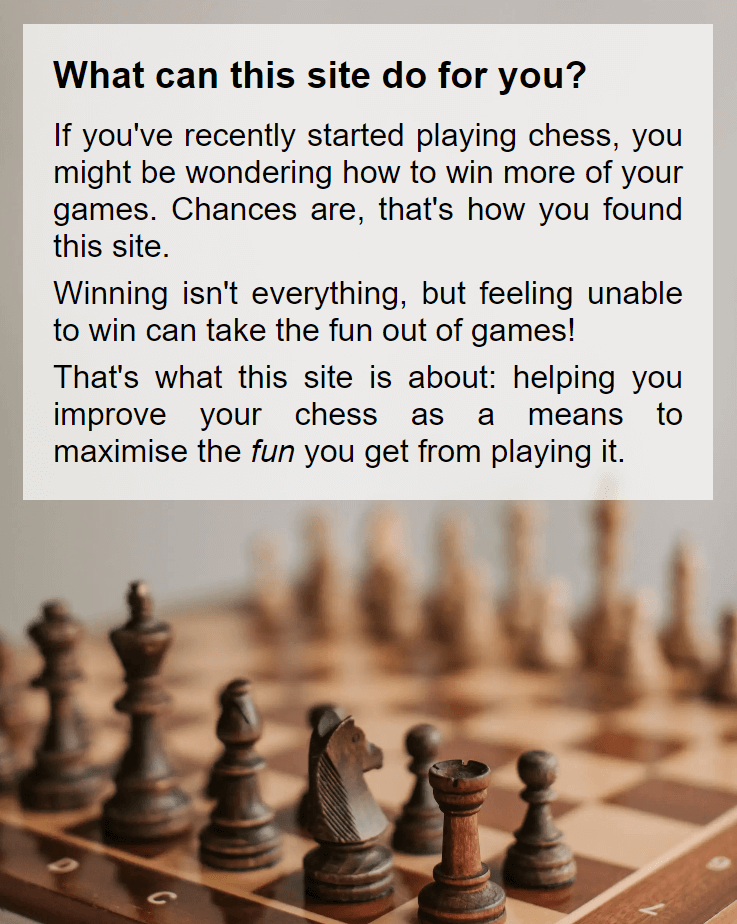 What can this site do for you?
If you've recently started playing chess, you
might be wondering how to win more of your
games. Chances are, that's how you found
this site.
Winning isn't everything, but feeling unable
to win can take the fun out of games!
That's what this site is about: helping you
improve your chess as a means to
maximise the fun you get from playing it.
D C